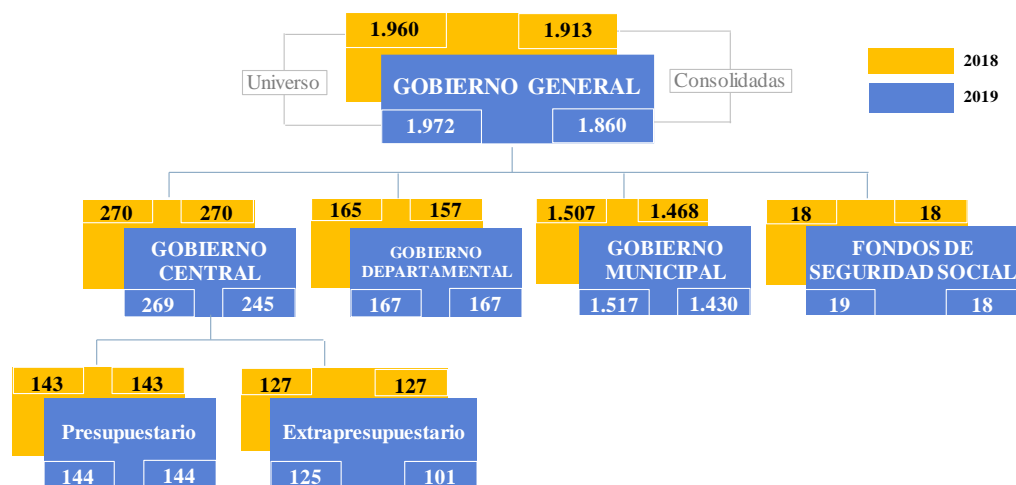 1.960 1.913
Universo
GOBIERNO GENERAL
Consolidadas
1.972 1.860
2018
2019
270 270
GOBIERNO
CENTRAL
269 245
165 157
GOBIERNO
DEPARTAMENTAL
167 167
1.507 1.468
GOBIERNO
MUNICIPAL
1.517 1.430
18 18
FONDOS DE
SEGURIDAD SOCIAL
19 18
143 143
Presupuestario
144 144
127 127
Extrapresupuestario
125 101